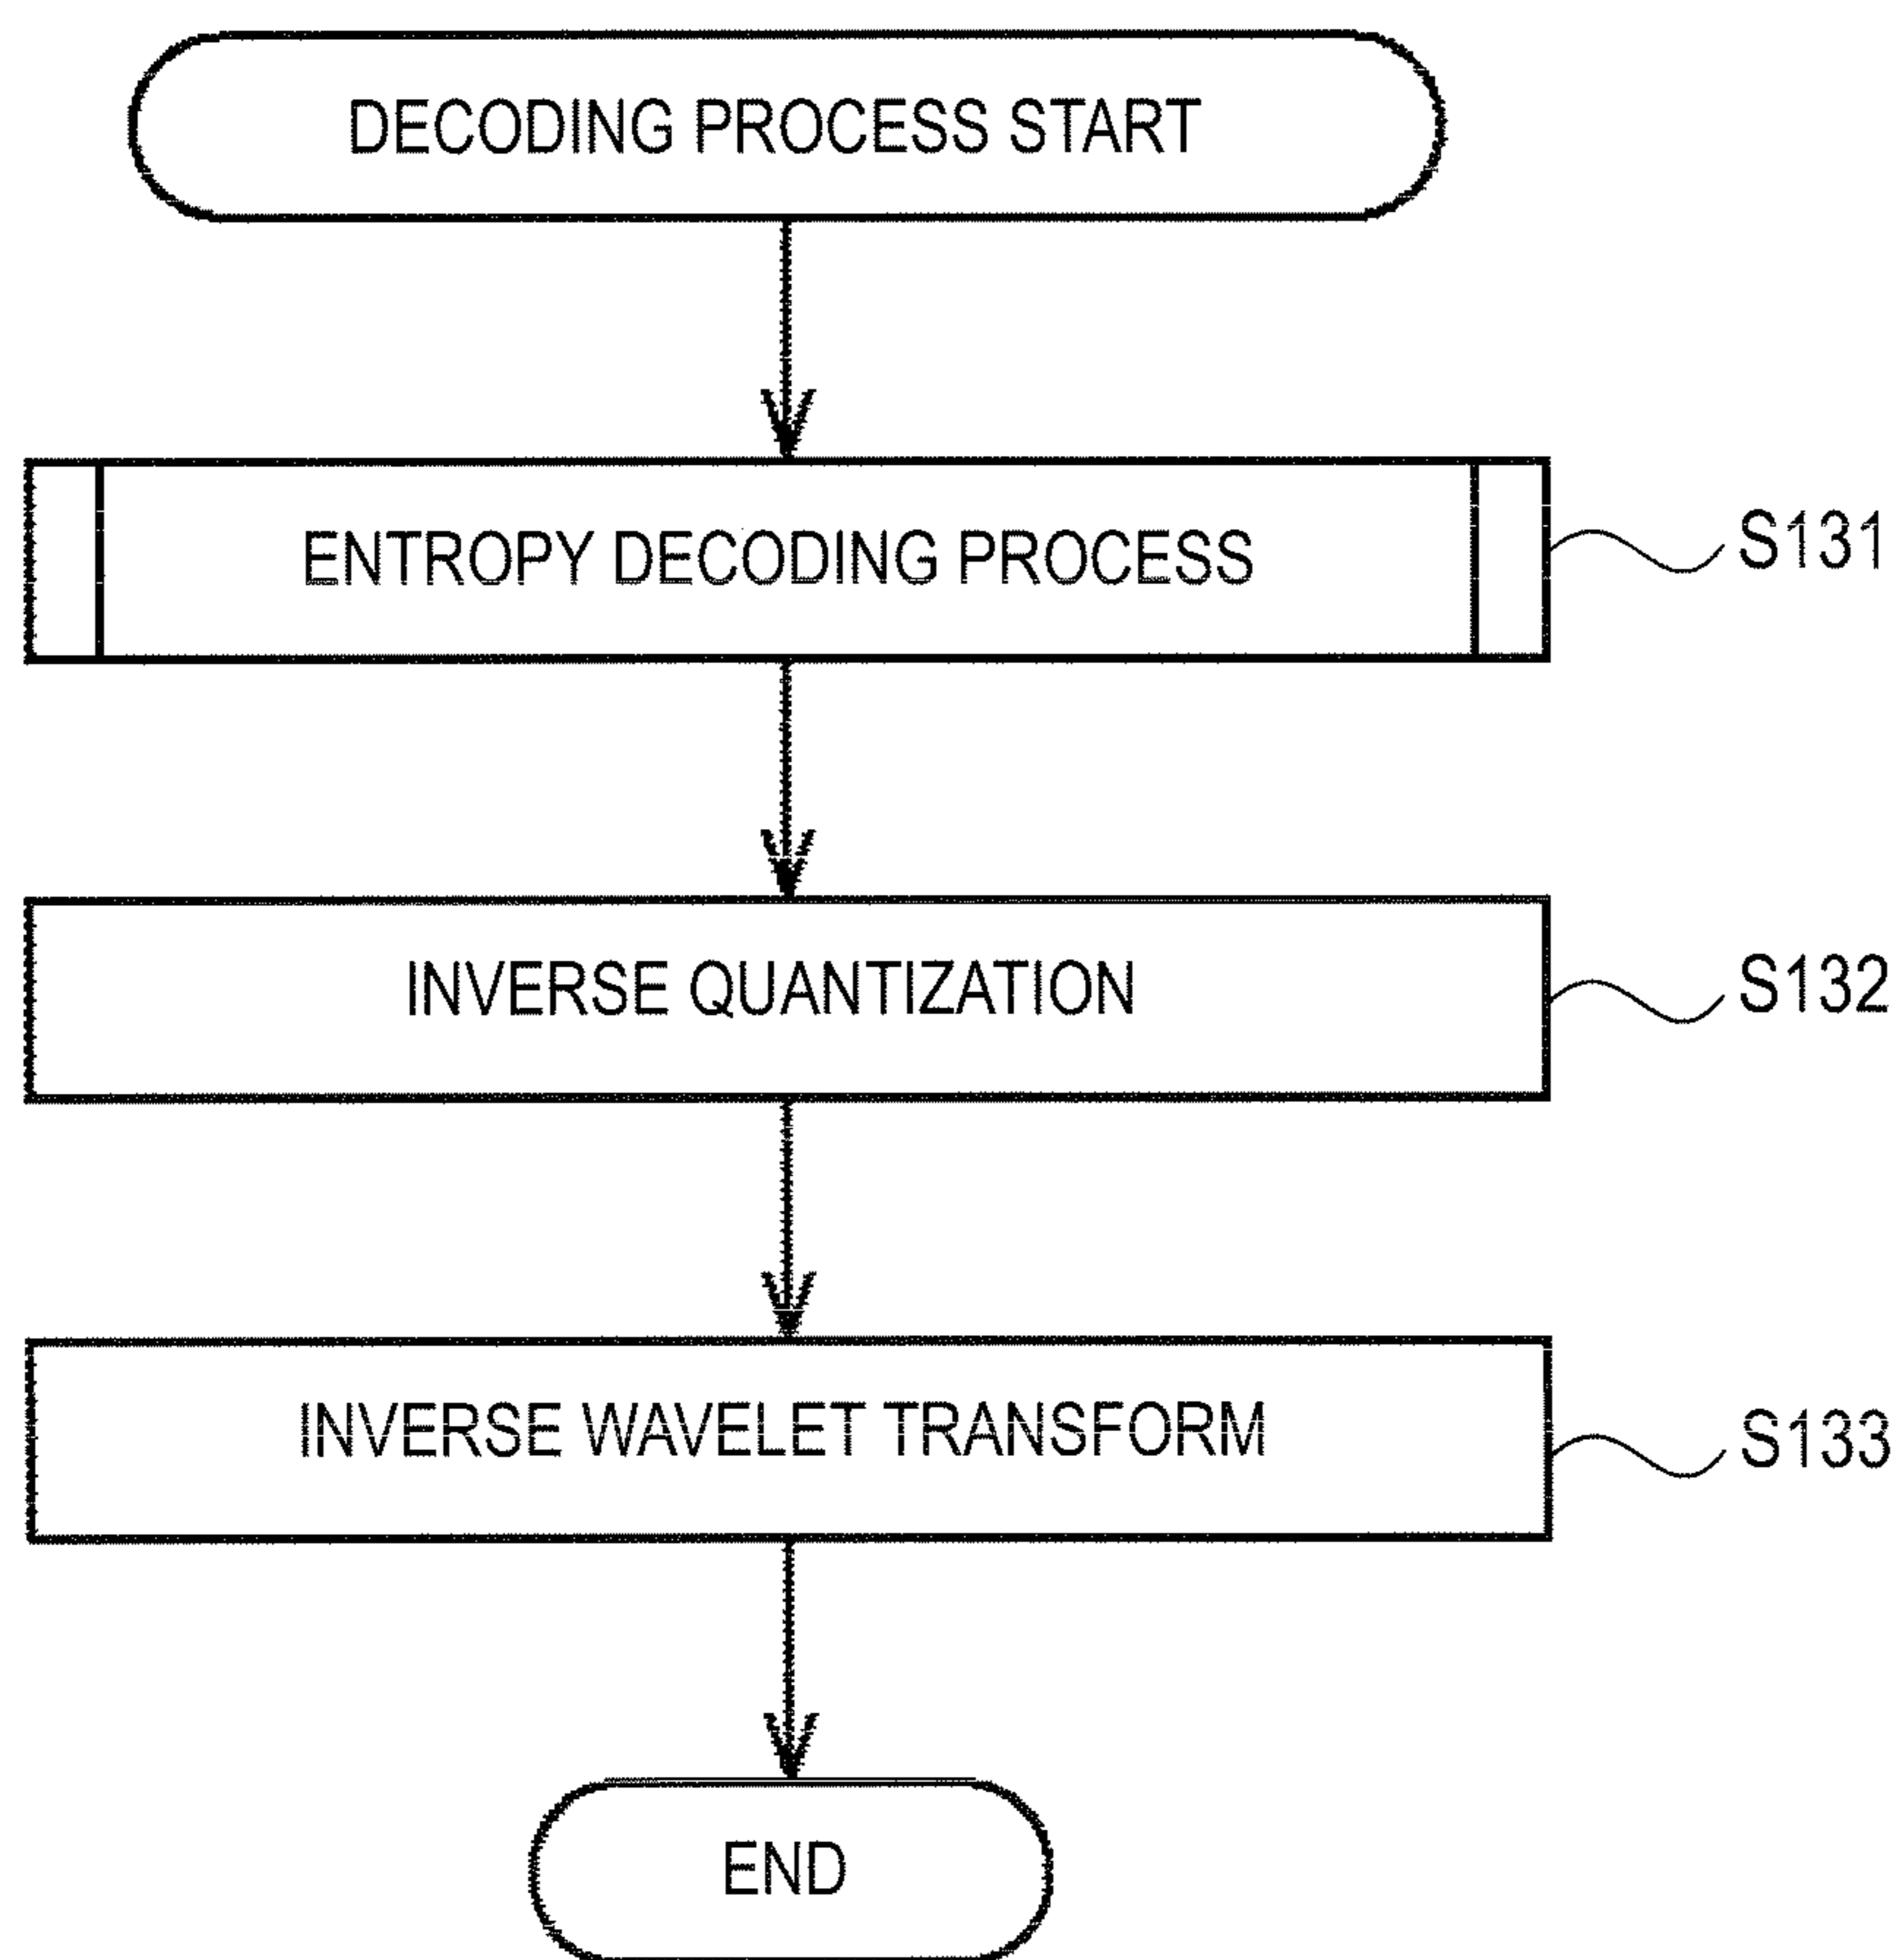 DECODING PROCESS START
ENTROPY DECODING PROCESS
S131
INVERSE QUANTIZATION
S132
INVERSE WAVELET TRANSFORM
S133
END